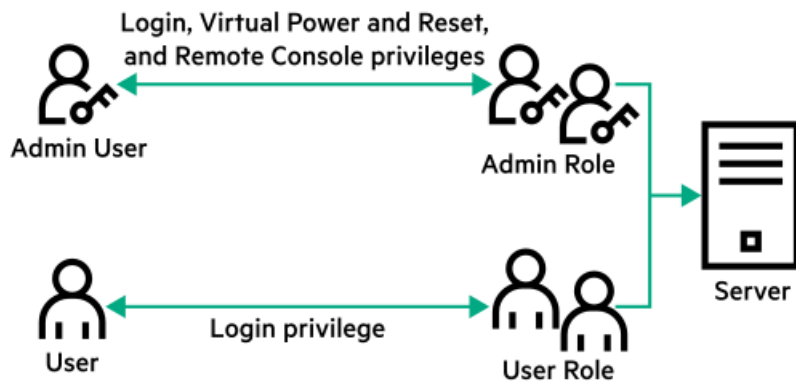 Login, Virtual Power and Reset,
and Remote Console privileges
Admin User
Admin Role
Server
Login privilege
User
User Role